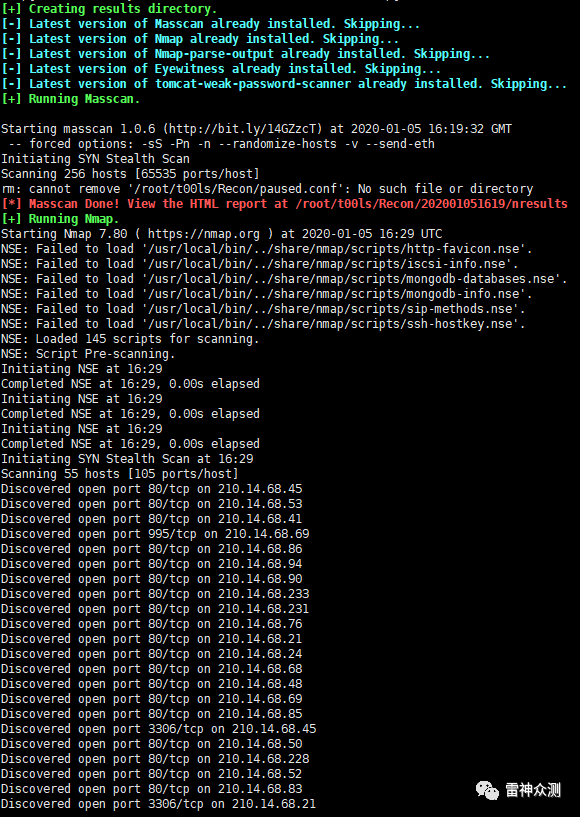 [+] Creating results directory.
[-] Latest version of Masscan already installed. Skipping...
[-] Latest version of Nmap already installed. Skipping...
[-] Latest version of Nmap-parse-output already installed. Skipping...
[-] Latest version of Eyewitness already installed. Skipping...
[-] Latest version of tomcat-weak-password-scanner already installed. Skipping...
[+] Running Masscan.
Starting masscan 1.0.6 (http://bit.ly/14GZzcT) at 2020-01-05 16:19:32 GMT
-- forced options: -sS -Pn -n --randomize-hosts -v --send-eth
Initiating SYN Stealth Scan
Scanning 256 hosts [65535 ports/host]
rm: cannot remove '/root/t00ls/Recon/paused.conf': No such file or directory
[*] Masscan Done! View the HTML report at /root/t00ls/Recon/202001051619/nresults
[+] Running Nmap.
Starting Nmap 7.80 ( https://nmap.org ) at 2020-01-05 16:29 UTC
NSE: Failed to load '/usr/local/bin/../share/nmap/scripts/http-favicon.nse'.
NSE: Failed to load '/usr/local/bin/../share/nmap/scripts/iscsi-info.nse'.
NSE: Failed to load '/usr/local/bin/../share/nmap/scripts/mongodb-databases.nse'.
NSE: Failed to load '/usr/local/bin/../share/nmap/scripts/mongodb-info.nse'.
NSE: Failed to load '/usr/local/bin/../share/nmap/scripts/sip-methods.nse'.
NSE: Failed to load '/usr/local/bin/../share/nmap/scripts/ssh-hostkey.nse'.
NSE: Loaded 145 scripts for scanning.
NSE: Script Pre-scanning.
Initiating NSE at 16:29
Completed NSE at 16:29, 0.00s elapsed
Initiating NSE at 16:29
Completed NSE at 16:29, 0.00s elapsed
Initiating NSE at 16:29
Completed NSE at 16:29, 0.00s elapsed
Initiating SYN Stealth Scan at 16:29
Scanning 55 hosts [105 ports/host]
Discovered open port 80/tcp on 210.14.68.45
Discovered open port 80/tcp on 210.14.68.53
Discovered open port 80/tcp on 210.14.68.41
Discovered open port 995/tcp on 210.14.68.69
Discovered open port 80/tcp on 210.14.68.86
Discovered open port 80/tcp on 210.14.68.94
Discovered open port 80/tcp on 210.14.68.90
Discovered open port 80/tcp on 210.14.68.233
Discovered open port 80/tcp on 210.14.68.231
Discovered open port 80/tcp on 210.14.68.76
Discovered open port 80/tcp on 210.14.68.21
Discovered open port 80/tcp on 210.14.68.24
Discovered open port 80/tcp on 210.14.68.68
Discovered open port 80/tcp on 210.14.68.48
Discovered open port 80/tcp on 210.14.68.69
Discovered open port 80/tcp on 210.14.68.85
Discovered open port 3306/tcp on 210.14.68.45
Discovered open port 80/tcp on 210.14.68.50
Discovered open port 80/tcp on 210.14.68.228
Discovered open port 80/tcp on 210.14.68.52
Discovered open port 80/tcp on 210.14.68.83
Discovered open port 3306/tcp on 210.14.68.21
雷神众测